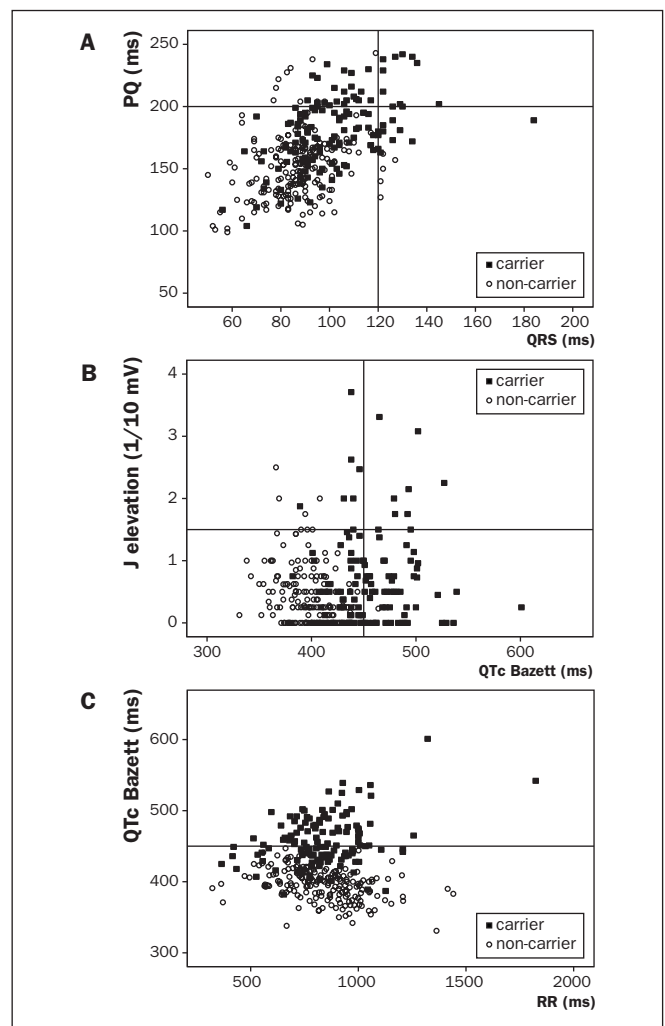 A
PQ (ms)
250
200
150
100
50
carrier
non-carrier
60 80 100 120 140 160 180 200
QRS (ms)
B
J elevation (1/10 mV)
4
3
2
1
0
carrier
non-carrier
300 400 500 600
QTc Bazett (ms)
C
QTc Bazett (ms)
600
500
400
300
carrier
non-carrier
500 1000 1500 2000
RR (ms)